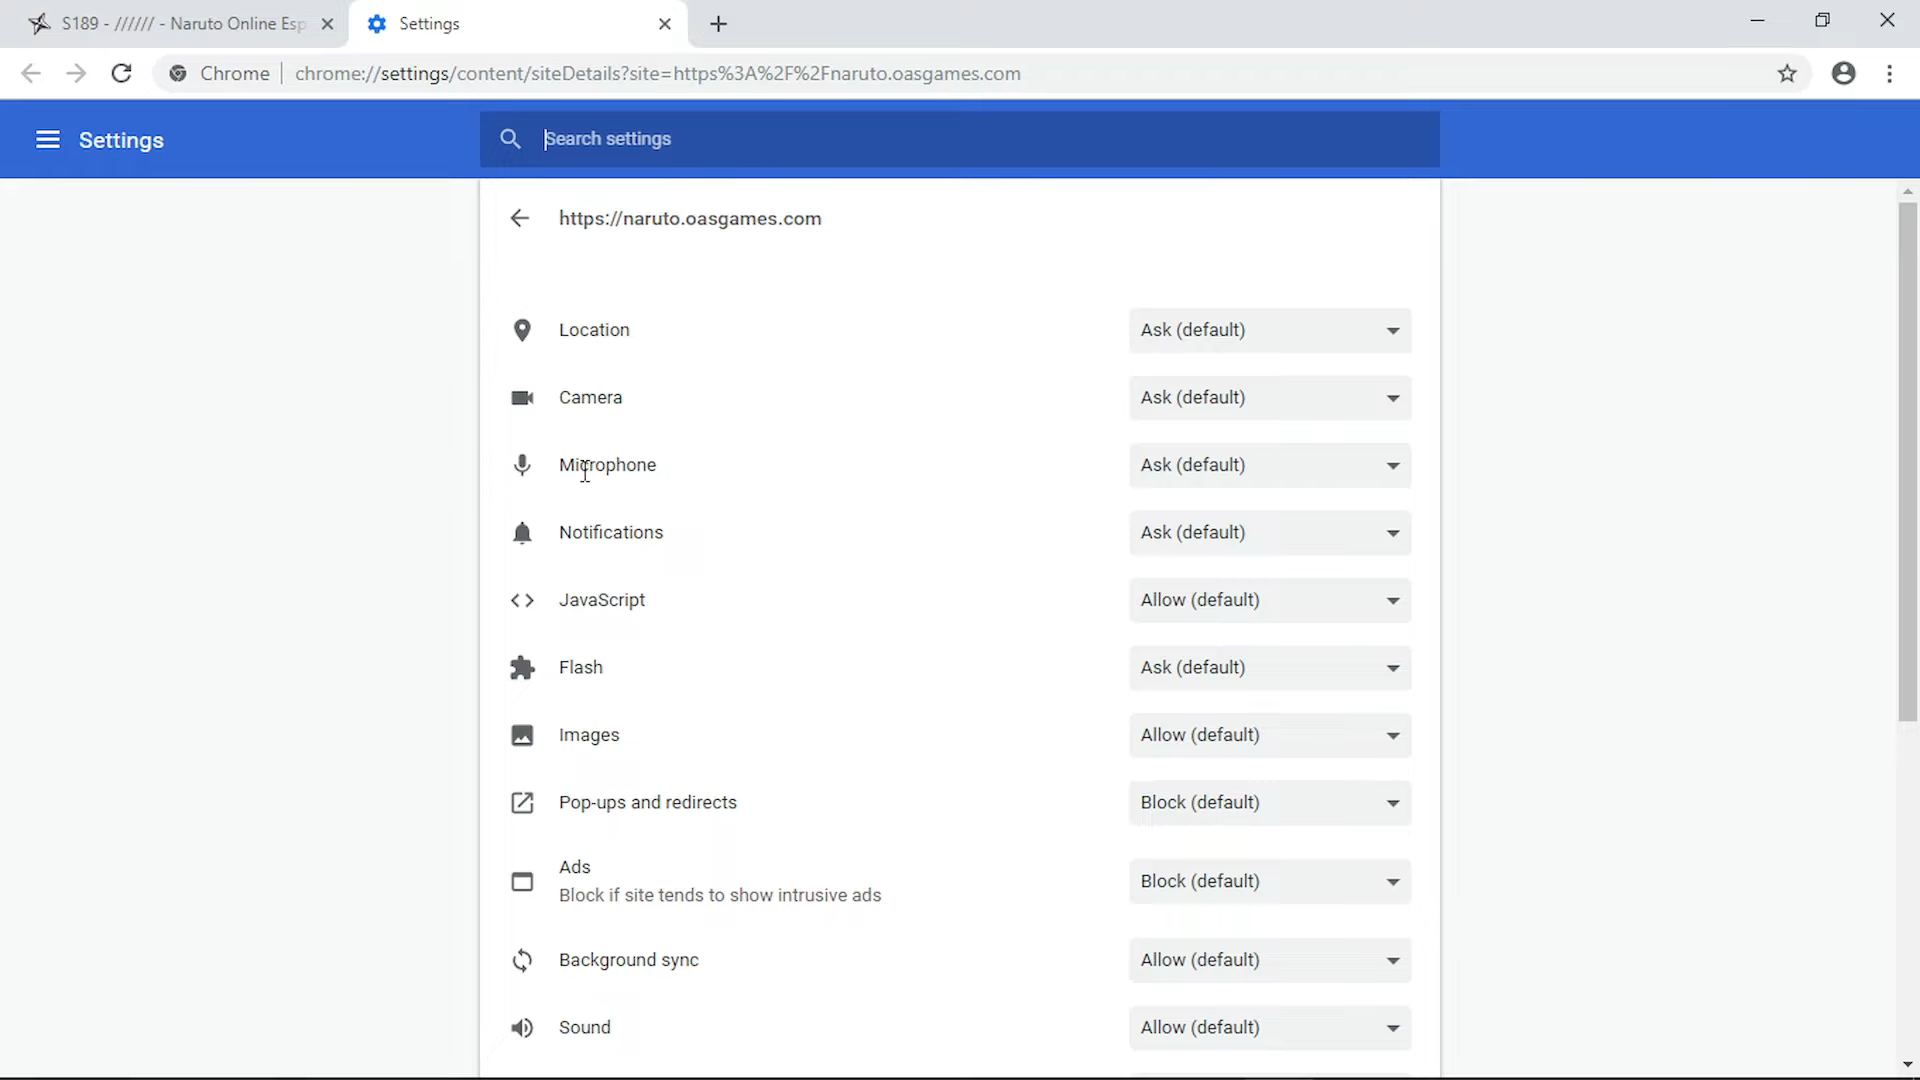 S189 - ////// - Naruto Online Esp
Settings
Chrome
chrome://settings/content/siteDetails?site=https%3A%2F%2Fnaruto.oasgames.com
Settings
Search settings
https://naruto.oasgames.com
Location
Ask (default)
Camera
Ask (default)
Microphone
Ask (default)
Notifications
Ask (default)
JavaScript
Allow (default)
Flash
Ask (default)
Images
Allow (default)
Pop-ups and redirects
Block (default)
Ads
Block if site tends to show intrusive ads
Block (default)
Background sync
Allow (default)
Sound
Allow (default)